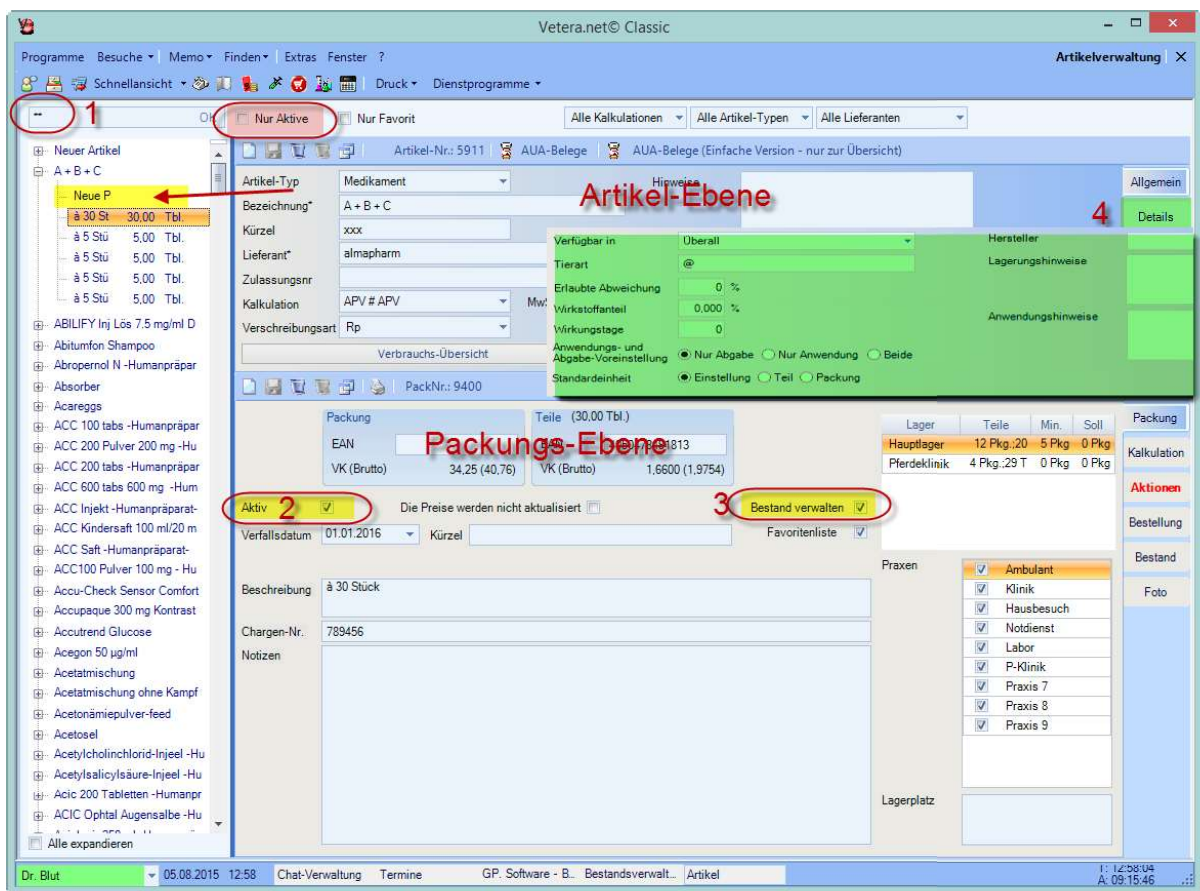 Vetera.net© Classic
Programme Besuche Memo Finden Extras Fenster ?
Artikelverwaltung X
Schnellansicht Druck Dienstprogramme
** 1 Nur Aktive Nur Favorit Alle Kalkulationen Alle Artikel-Typen Alle Lieferanten
Neuer Artikel
A + B + C
Neue P
à 30 St 30,00 Tbl.
à 5 Stü 5,00 Tbl.
à 5 Stü 5,00 Tbl.
à 5 Stü 5,00 Tbl.
à 5 Stü 5,00 Tbl.
ABILIFY Inj Lös 7.5 mg/ml D
Abitumfon Shampoo
Abropernol N -Humanpräpar
Absorber
Acareggs
ACC 100 tabs -Humanpräpar
ACC 200 Pulver 200 mg -Hu
ACC 200 tabs -Humanpräpar
ACC 600 tabs 600 mg -Hum
ACC Injekt -Humanpräparat-
ACC Kindersaft 100 ml/20 m
ACC Saft -Humanpräparat-
ACC100 Pulver 100 mg - Hu
Accu-Check Sensor Comfort
Accupaque 300 mg Kontrast
Accutrend Glucose
Acegon 50 µg/ml
Acetatmischung
Acetatmischung ohne Kampf
Acetonämiepulver-feed
Acetosel
Acetylcholinchlorid-Injeel -Hu
Acetylsalicylsäure-Injeel -Hu
Acic 200 Tabletten -Humanpr
ACIC Ophtal Augensalbe -Hu
Alle expandieren
Artikel-Nr.: 5911 AUA-Belege AUA-Belege (Einfache Version - nur zur Übersicht)
Artikel-Typ Medikament Hinweise
Artikel-Ebene
Bezeichnung* A + B + C
Kürzel xxx
Lieferant* almapharm
Zulassungsnr
Kalkulation APV # APV
Verschreibungsart Rp
Verbrauchs-Übersicht
Allgemein
4 Details
Verfügbar in Überall Hersteller
Tierart @ Lagerungshinweise
Erlaubte Abweichung 0 %
Wirkstoffanteil 0,000 % Anwendungshinweise
Wirkungstage 0
Anwendungs- und
Abgabe-Voreinstellung Nur Abgabe Nur Anwendung Beide
Standardeinheit Einstellung Teil Packung
PackNr.: 9400
Packung Teile (30,00 Tbl.)
EAN
Packungs-Ebene
VK (Brutto) 34,25 (40,76) VK (Brutto) 1,6600 (1,9754)
Lager Teile Min. Soll
Hauptlager 12 Pkg.;20 5 Pkg 0 Pkg
Pferdeklinik 4 Pkg.;29 T 0 Pkg 0 Pkg
Packung
Kalkulation
Aktionen
Bestellung
Bestand
Foto
Aktiv 2 Die Preise werden nicht aktualisiert 3 Bestand verwalten
Verfallsdatum 01.01.2016 Kürzel Favoritenliste
Beschreibung à 30 Stück
Chargen-Nr. 789456
Notizen
Praxen
Ambulant
Klinik
Hausbesuch
Notdienst
Labor
P-Klinik
Praxis 7
Praxis 8
Praxis 9
Lagerplatz
Dr. Blut 05.08.2015 12:58 Chat-Verwaltung Termine GP. Software - B... Bestandsverwalt... Artikel
T: 12:58:04
A: 09:15:46